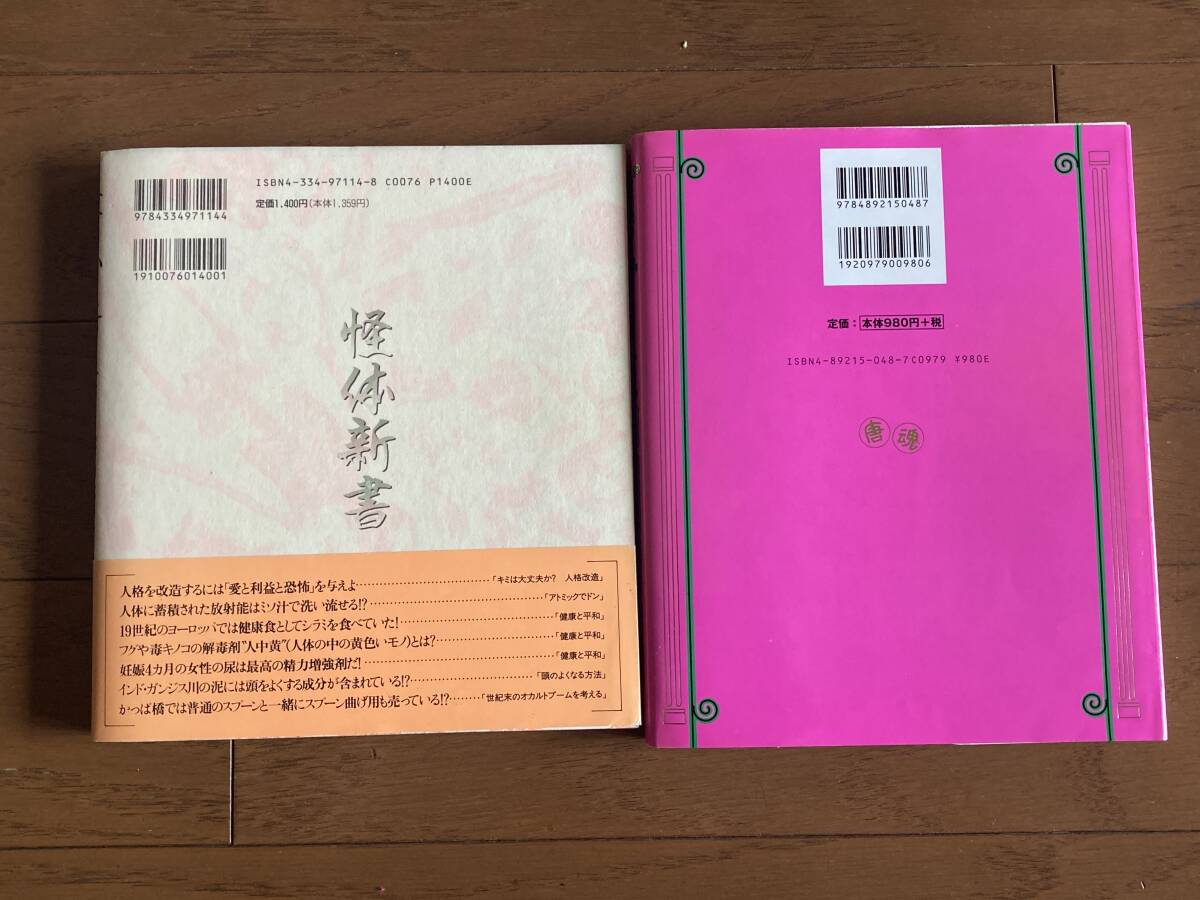 ISBN4-334-97114-8 C0076 P1400E
9784334971144
定価1,400円(本体1,359円)
1910076014001
怪体新書
人格を改造するには「愛と利益と恐怖」を与えよ……「キミは大丈夫か? 人格改造」
人体に蓄積された放射能はミソ汁で洗い流せる!?……「アトミックでドン」
19世紀のヨーロッパでは健康食としてシラミを食べていた!……「健康と平和」
フグや毒キノコの解毒剤"人中黄"(人体の中の黄色いモノ)とは?……「健康と平和」
妊娠4カ月の女性の尿は最高の精力増強剤だ!……「健康と平和」
インド・ガンジス川の泥には頭をよくする成分が含まれている!?……「頭のよくなる方法」
かっぱ橋では普通のスプーンと一緒にスプーン曲げ用も売っている!?……「世紀末のオカルトブームを考える」
9784892150487
1920979009806
定価:本体980円+税
ISBN4-89215-048-7C0979 ¥980E
唐魂